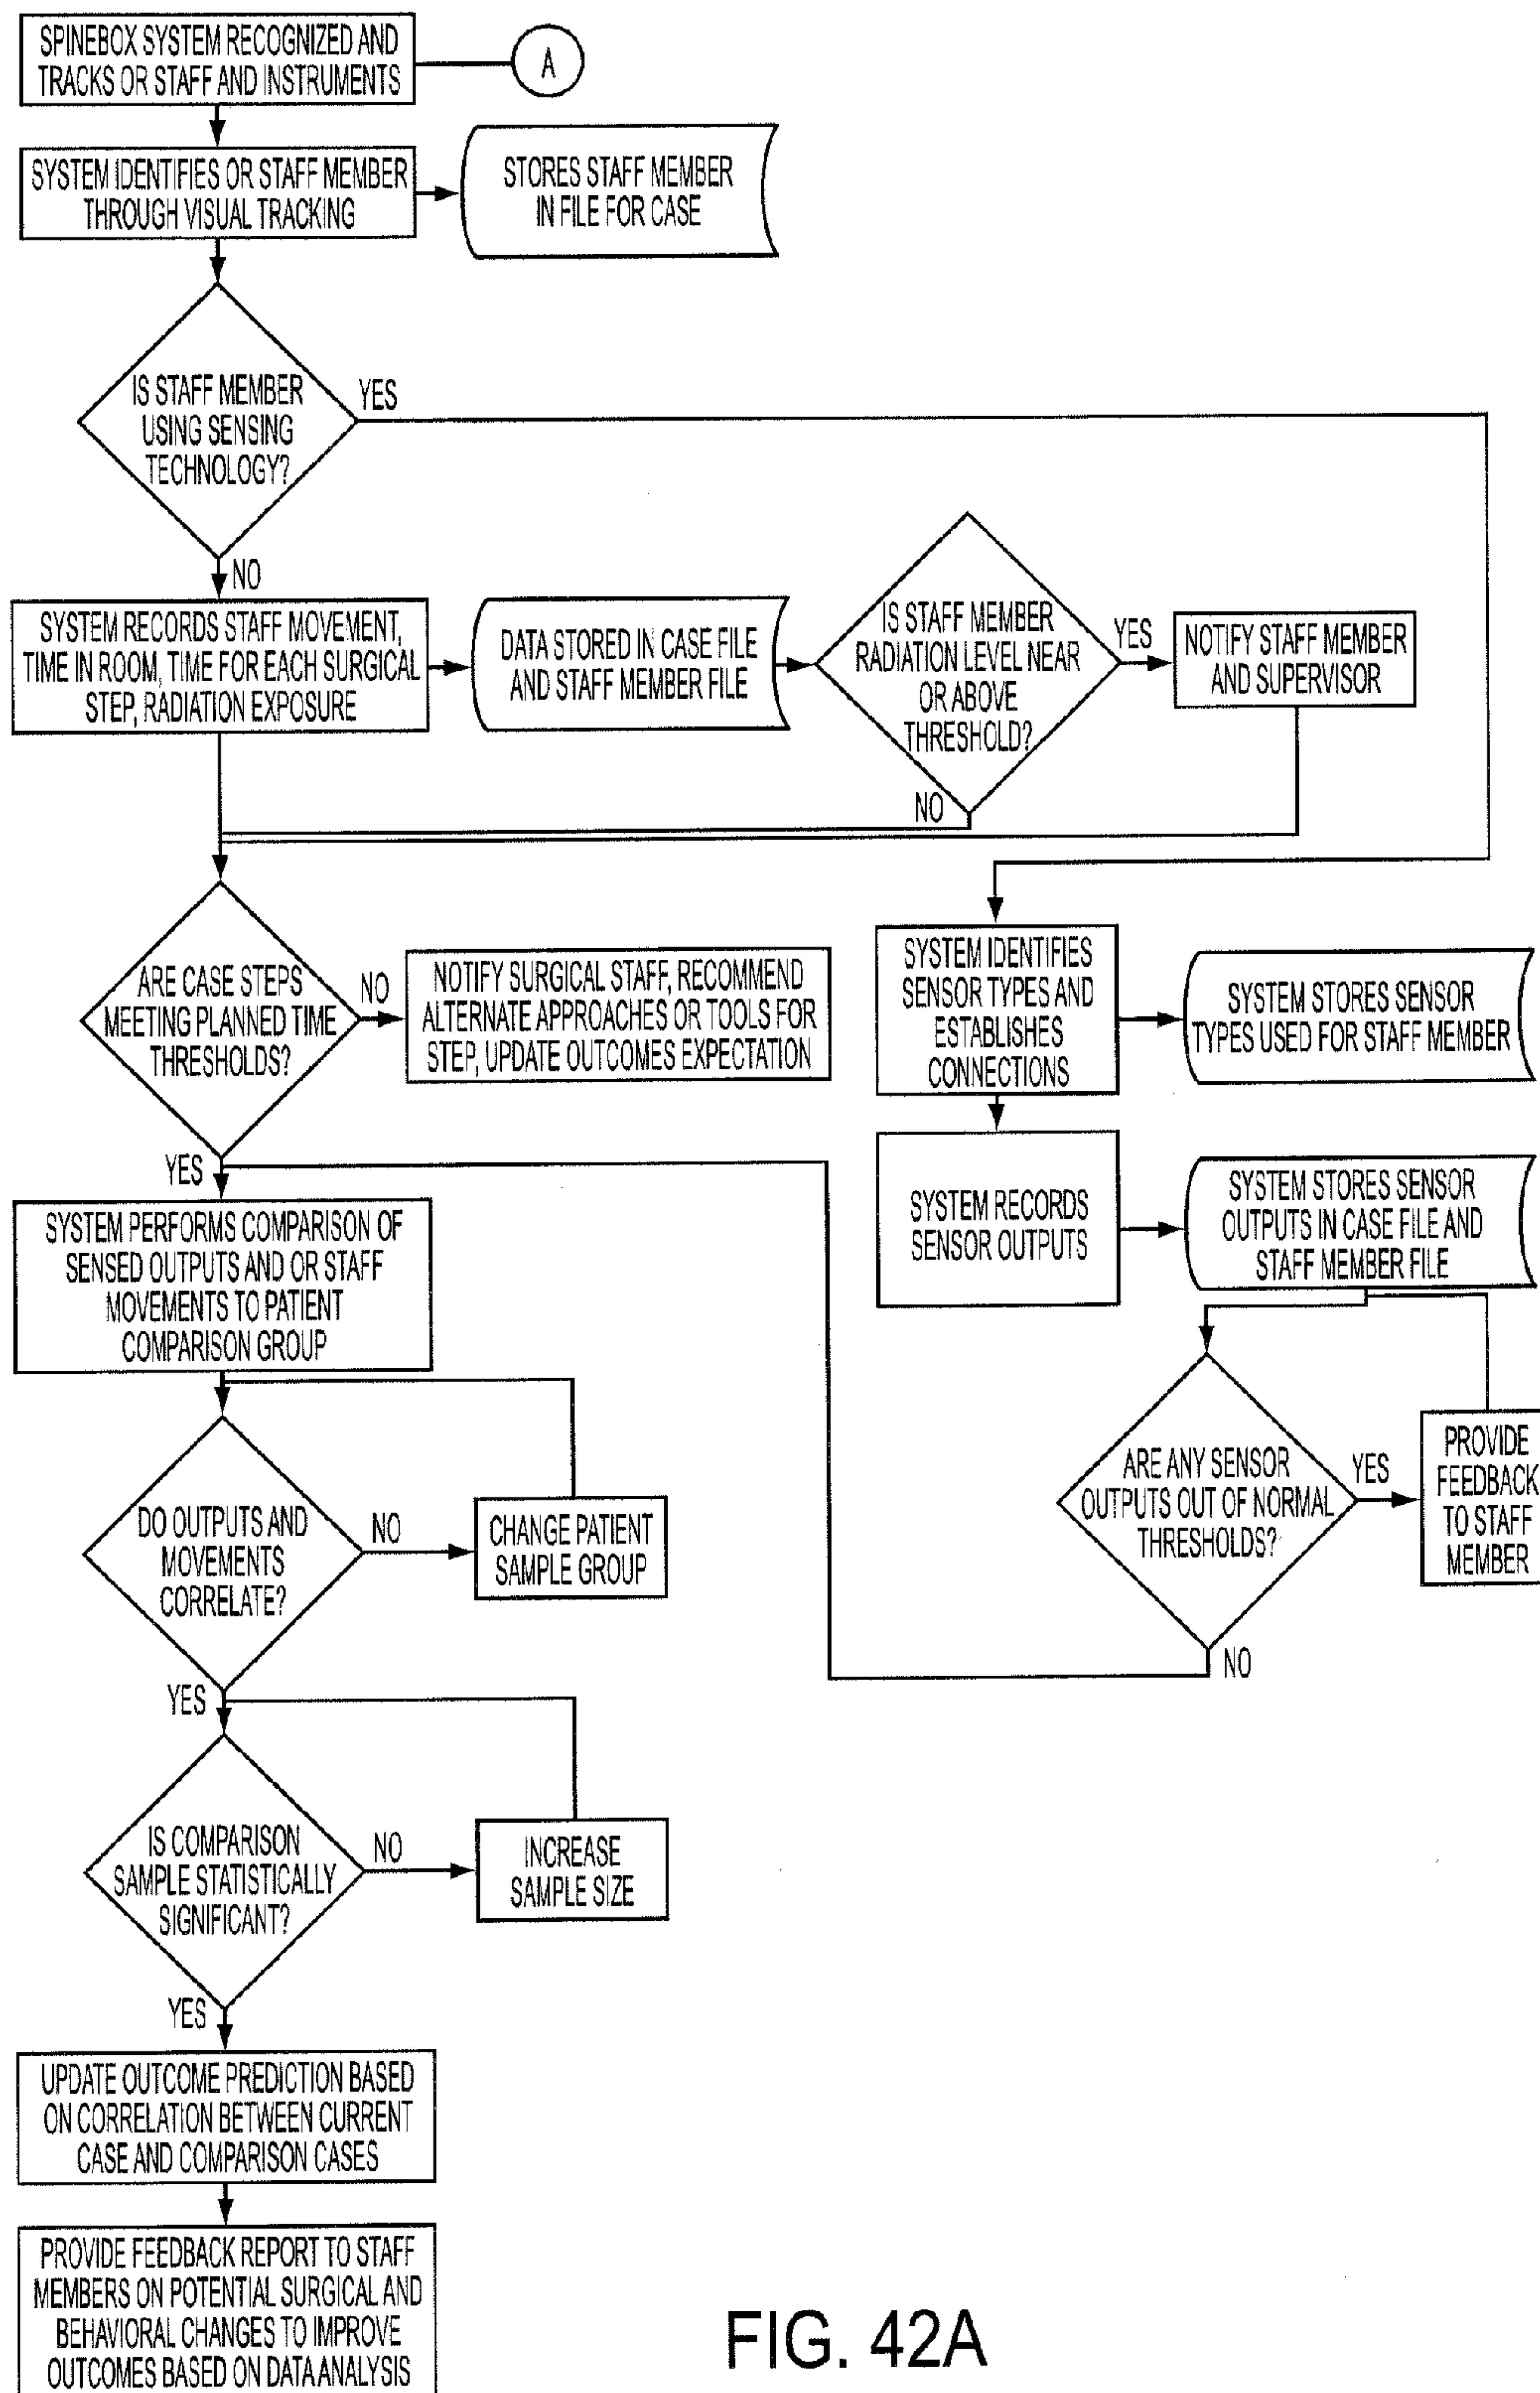 SPINEBOX SYSTEM RECOGNIZED AND
TRACKS OR STAFF AND INSTRUMENTS
A
SYSTEM IDENTIFIES OR STAFF MEMBER
THROUGH VISUAL TRACKING
STORES STAFF MEMBER
IN FILE FOR CASE
IS STAFF MEMBER
USING SENSING
TECHNOLOGY?
YES
NO
SYSTEM RECORDS STAFF MOVEMENT,
TIME IN ROOM, TIME FOR EACH SURGICAL
STEP, RADIATION EXPOSURE
DATA STORED IN CASE FILE
AND STAFF MEMBER FILE
IS STAFF MEMBER
RADIATION LEVEL NEAR
OR ABOVE
THRESHOLD?
YES
NOTIFY STAFF MEMBER
AND SUPERVISOR
NO
ARE CASE STEPS
MEETING PLANNED TIME
THRESHOLDS?
NO
NOTIFY SURGICAL STAFF, RECOMMEND
ALTERNATE APPROACHES OR TOOLS FOR
STEP, UPDATE OUTCOMES EXPECTATION
SYSTEM IDENTIFIES
SENSOR TYPES AND
ESTABLISHES
CONNECTIONS
SYSTEM STORES SENSOR
TYPES USED FOR STAFF MEMBER
YES
SYSTEM RECORDS
SENSOR OUTPUTS
SYSTEM STORES SENSOR
OUTPUTS IN CASE FILE AND
STAFF MEMBER FILE
SYSTEM PERFORMS COMPARISON OF
SENSED OUTPUTS AND OR STAFF
MOVEMENTS TO PATIENT
COMPARISON GROUP
ARE ANY SENSOR
OUTPUTS OUT OF NORMAL
THRESHOLDS?
YES
PROVIDE
FEEDBACK
TO STAFF
MEMBER
NO
DO OUTPUTS AND
MOVEMENTS
CORRELATE?
NO
CHANGE PATIENT
SAMPLE GROUP
YES
IS COMPARISON
SAMPLE STATISTICALLY
SIGNIFICANT?
NO
INCREASE
SAMPLE SIZE
YES
UPDATE OUTCOME PREDICTION BASED
ON CORRELATION BETWEEN CURRENT
CASE AND COMPARISON CASES
PROVIDE FEEDBACK REPORT TO STAFF
MEMBERS ON POTENTIAL SURGICAL AND
BEHAVIORAL CHANGES TO IMPROVE
OUTCOMES BASED ON DATA ANALYSIS
FIG. 42A